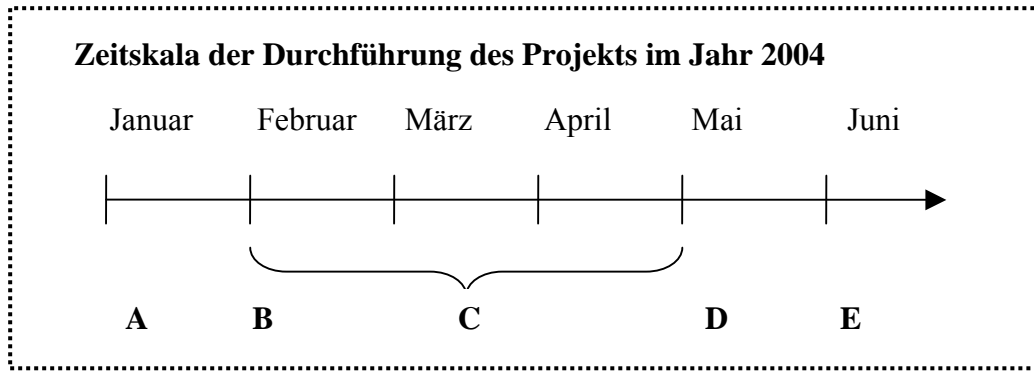 Zeitskala der Durchführung des Projekts im Jahr 2004
Januar Februar März April Mai Juni
A B C D E